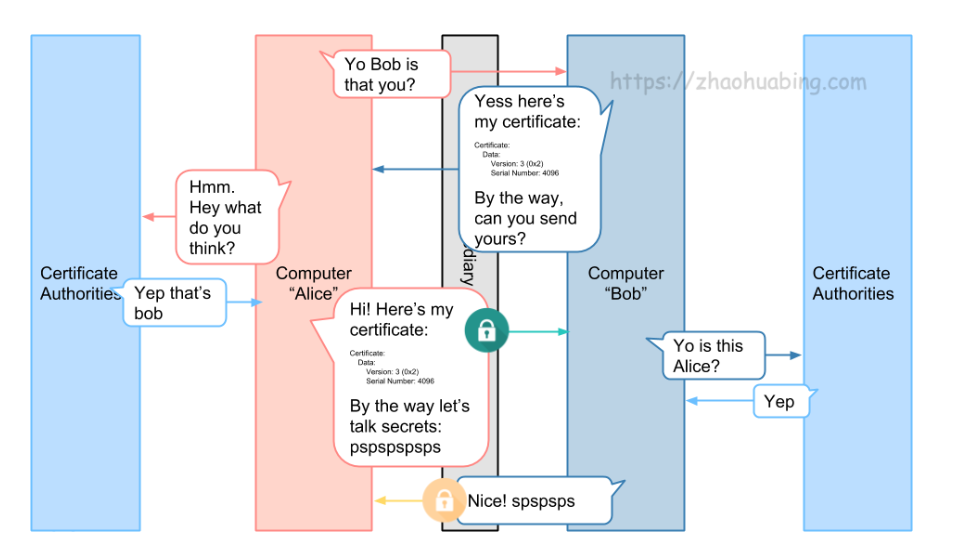 Yo Bob is
that you?
https://zhaohuabing.com
Yess here's
my certificate:
Certificate:
Data:
Version: 3 (0x2)
Serial Number: 4096
By the way,
can you send
yours?
Hmm.
Hey what
do you
think?
Certificate
Authorities
Yep that's
bob
Computer
"Alice"
diary
Computer
"Bob"
Certificate
Authorities
Hi! Here's my
certificate:
Certificate:
Data:
Version: 3 (0x2)
Serial Number: 4096
By the way let's
talk secrets:
pspspspsps
Yo is this
Alice?
Yep
Nice! spspsps